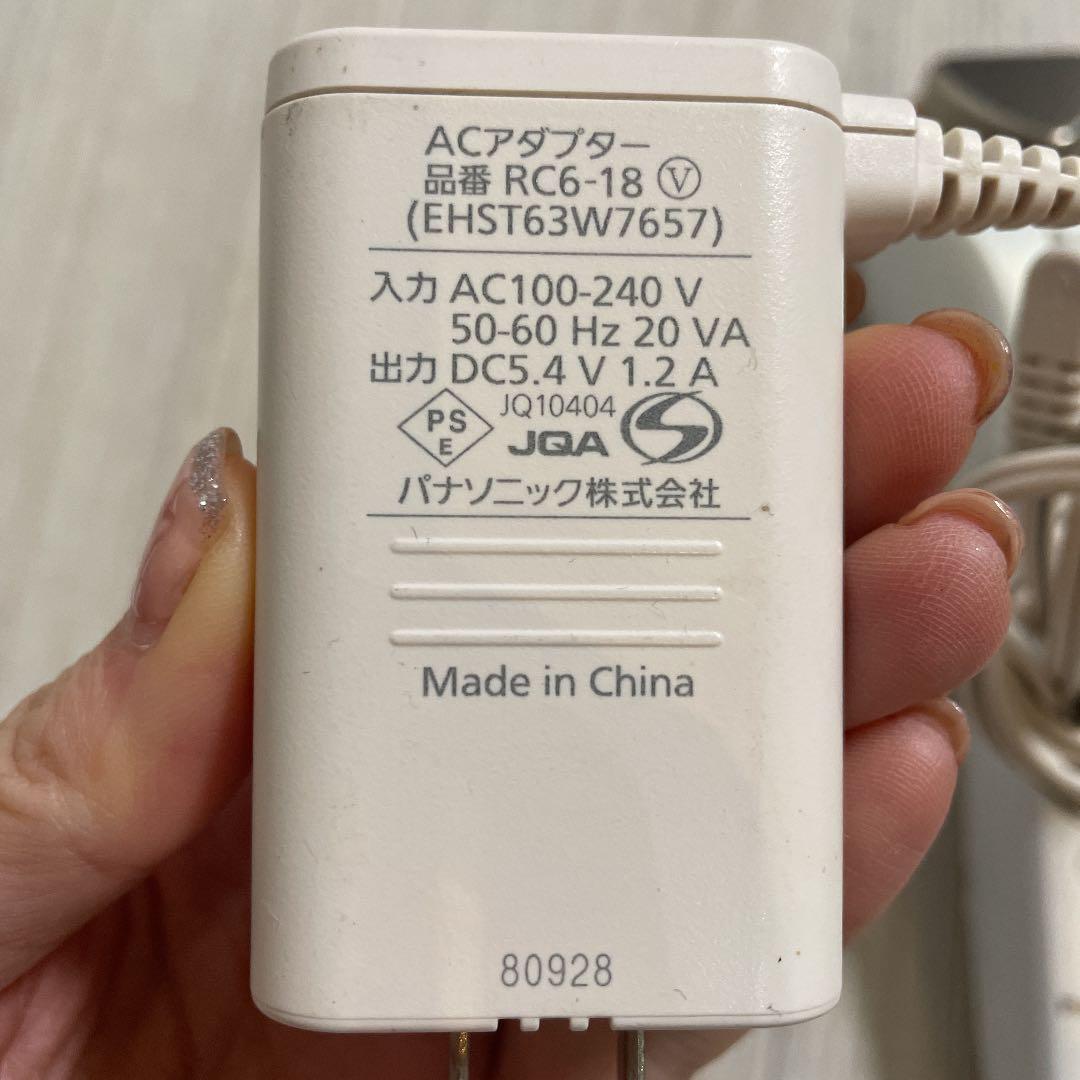 ACアダプター
品番 RC6-18 Ⓥ
(EHST63W7657)
入力 AC100-240 V
50-60 Hz 20 VA
出力 DC5.4 V 1.2 A
PS
E
JQ10404
JQA
パナソニック株式会社
Made in China
80928